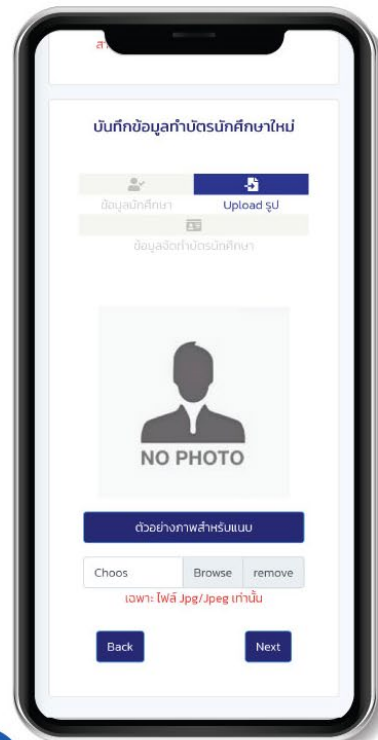 บันทึกข้อมูลทำบัตรนักศึกษาใหม่
ข้อมูลนักศึกษา
Upload รูป
ข้อมูลจัดทำบัตรนักศึกษา
NO PHOTO
ตัวอย่างภาพสำหรับแนบ
Choos Browse remove
เฉพาะ ไฟล์ Jpg/Jpeg เท่านั้น
Back Next